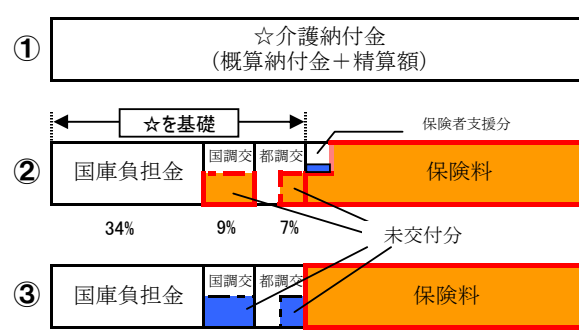 ①
☆介護納付金
(概算納付金＋精算額)
☆を基礎
保険者支援分
②
国庫負担金
国調交
都調交
保険料
34%
9%
7%
未交付分
③
国庫負担金
国調交
都調交
保険料